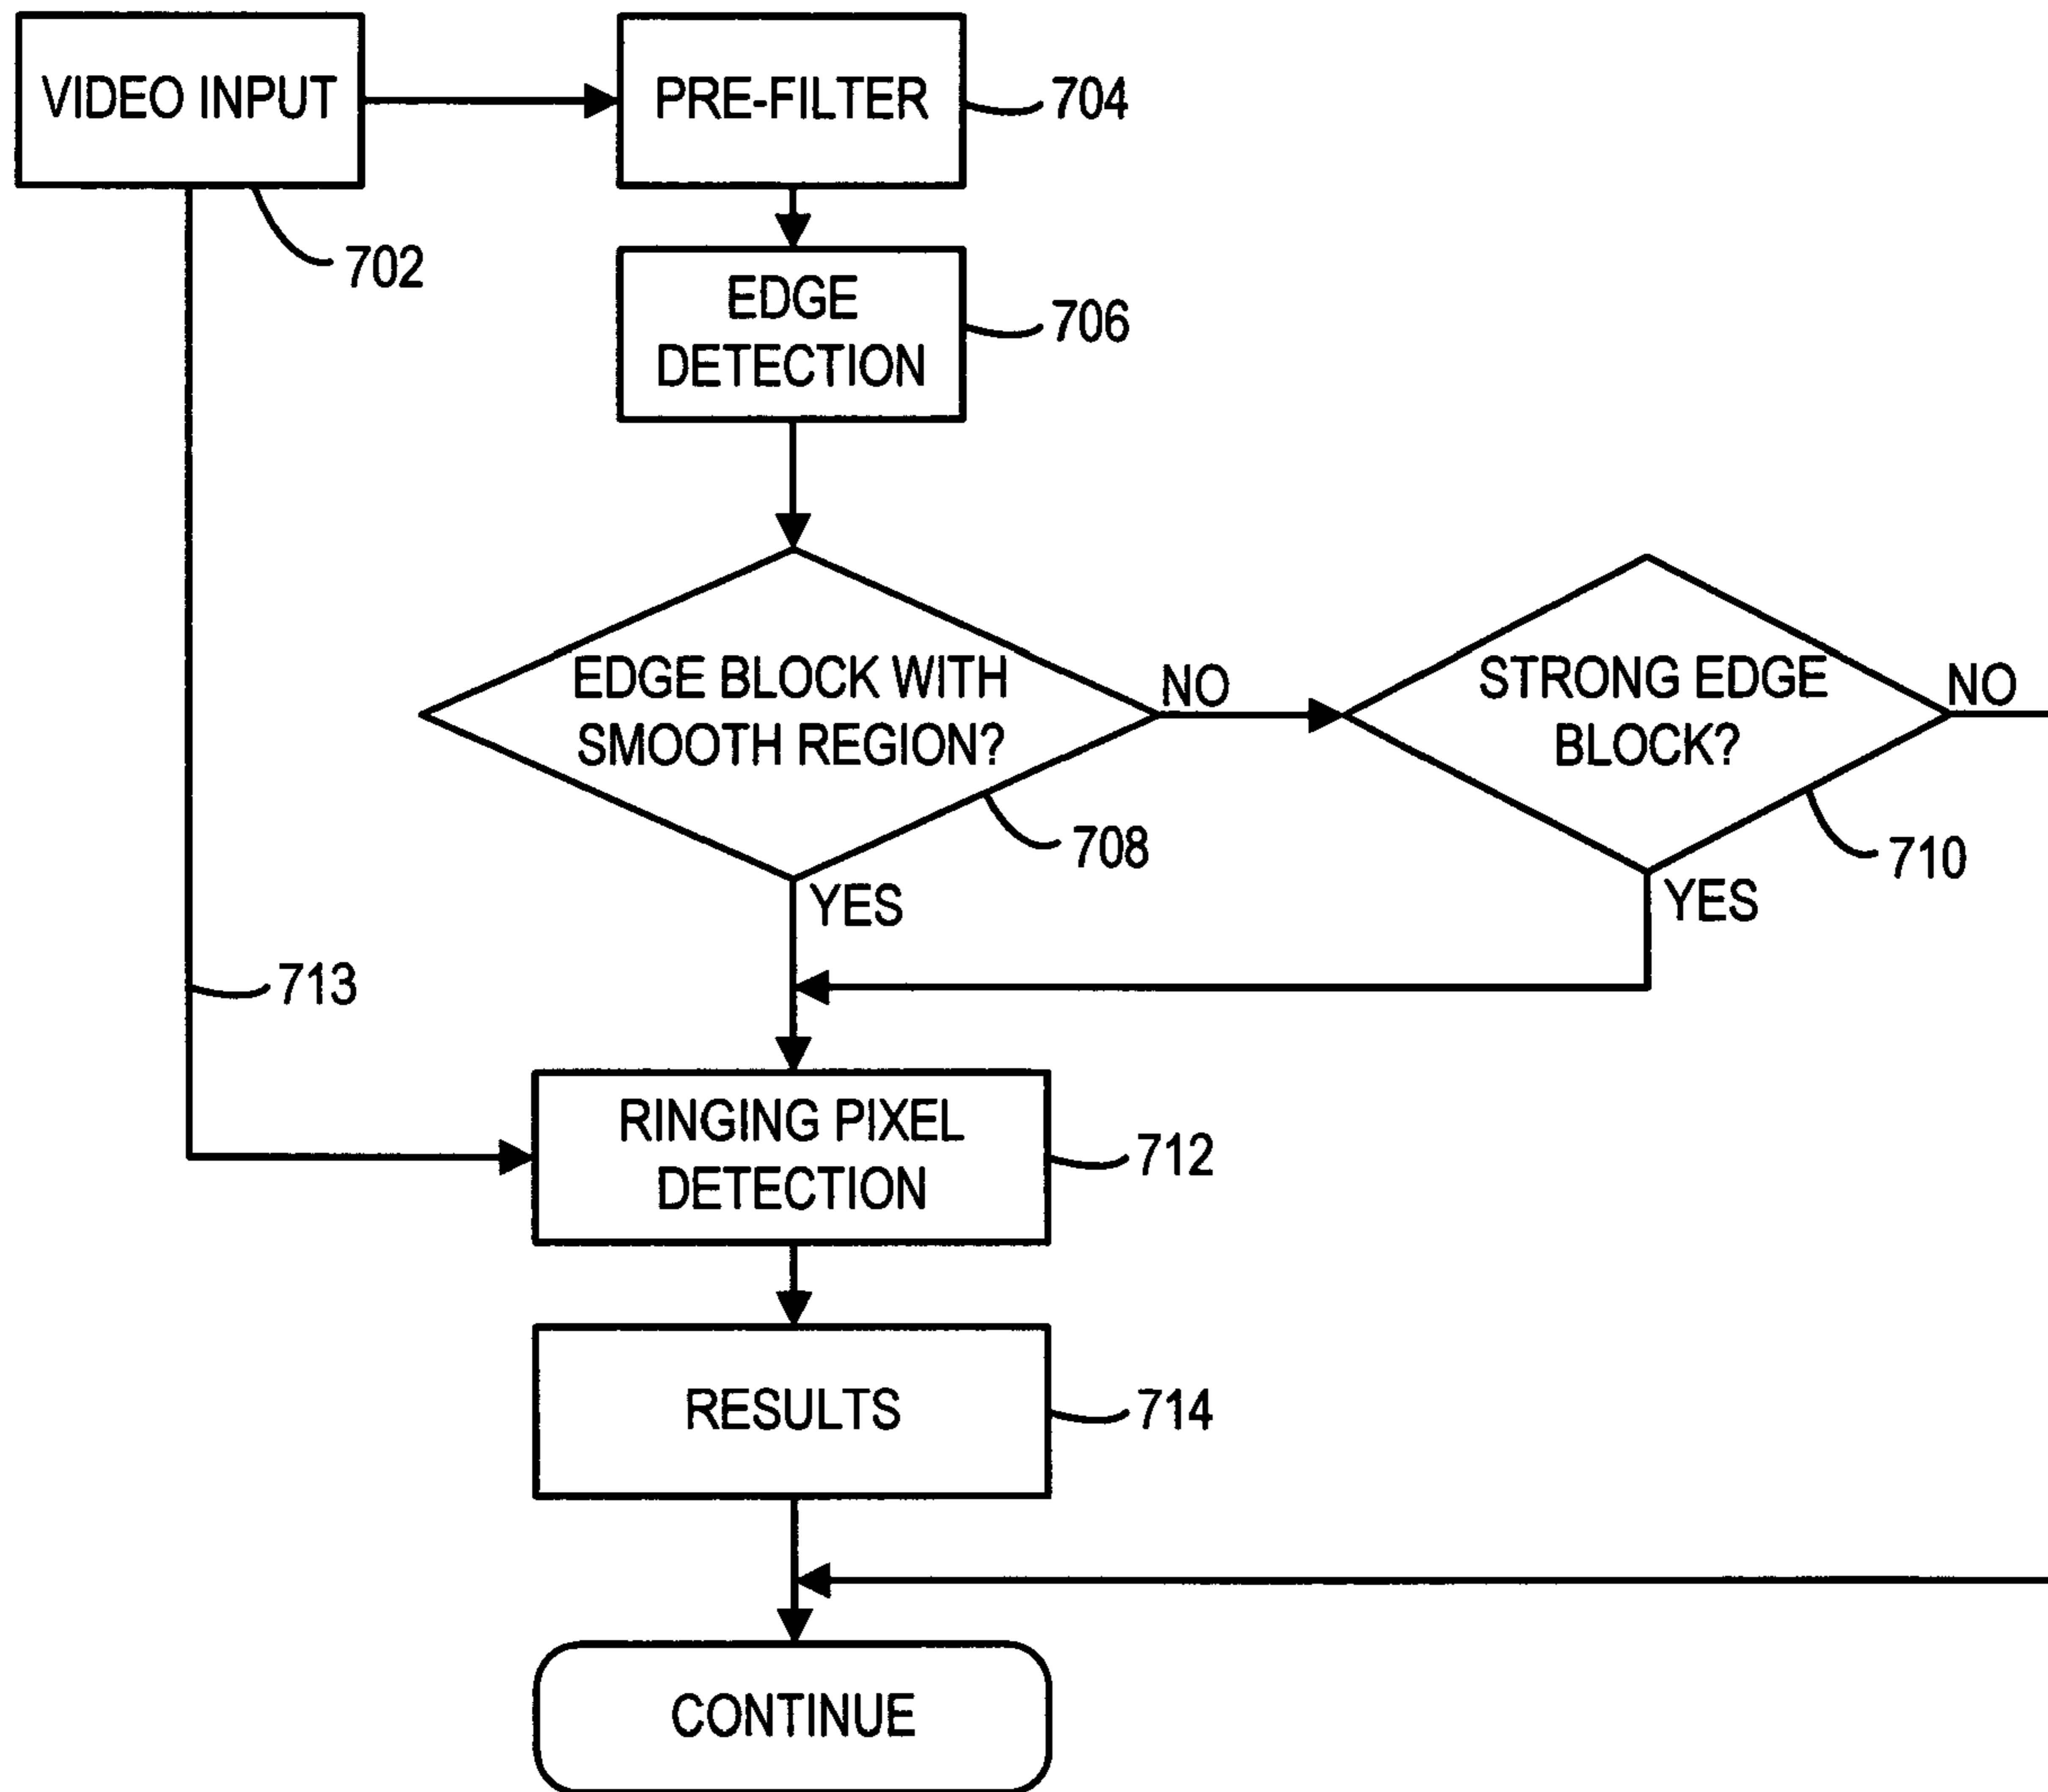 VIDEO INPUT
702
PRE-FILTER
704
EDGE
DETECTION
706
EDGE BLOCK WITH
SMOOTH REGION?
708
NO
YES
STRONG EDGE
BLOCK?
710
NO
YES
713
RINGING PIXEL
DETECTION
712
RESULTS
714
CONTINUE